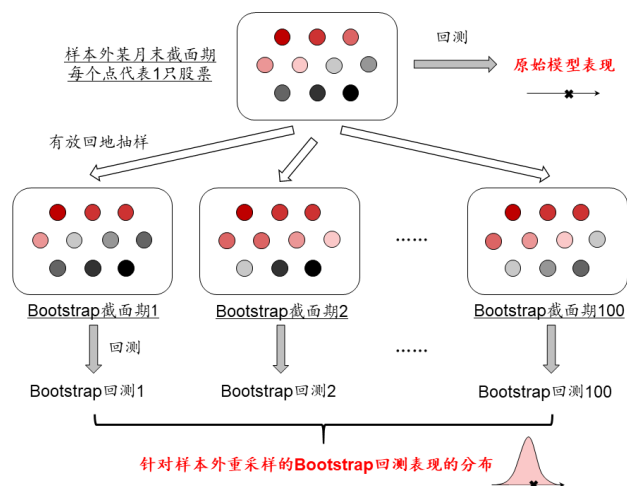 样本外某月末截面期
每个点代表1只股票
回测
原始模型表现
有放回地抽样
……
Bootstrap截面期1
Bootstrap截面期2
Bootstrap截面期100
回测
……
Bootstrap回测1
Bootstrap回测2
Bootstrap回测100
针对样本外重采样的Bootstrap回测表现的分布